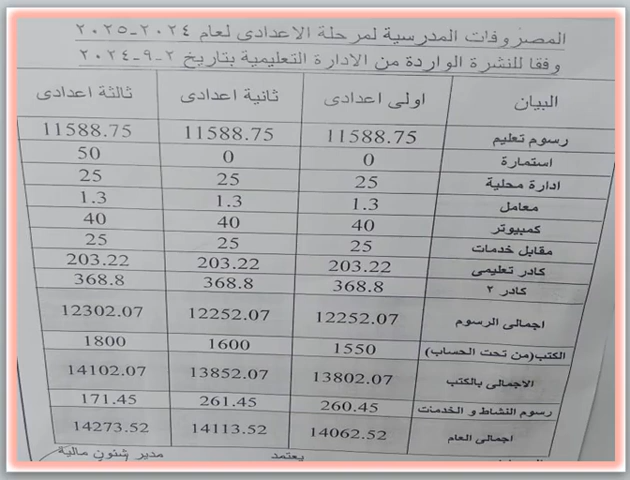 المصروفات المدرسية لمرحلة الاعدادى لعام ٢٠٢٤-٢٠٢٥
وفقا للنشرة الواردة من الادارة التعليمية بتاريخ ٢-٩-٢٠٢٤
البيان اولى اعدادى ثانية اعدادى ثالثة اعدادى
رسوم تعليم 11588.75 11588.75 11588.75
استمارة 0 0 50
ادارة محلية 25 25 25
معامل 1.3 1.3 1.3
كمبيوتر 40 40 40
مقابل خدمات 25 25 25
كادر تعليمى 203.22 203.22 203.22
كادر ٢ 368.8 368.8 368.8
اجمالى الرسوم 12252.07 12252.07 12302.07
الكتب(من تحت الحساب) 1550 1600 1800
الاجمالى بالكتب 13802.07 13852.07 14102.07
رسوم النشاط و الخدمات 260.45 261.45 171.45
اجمالى العام 14062.52 14113.52 14273.52
يعتمد مدير شئون مالية